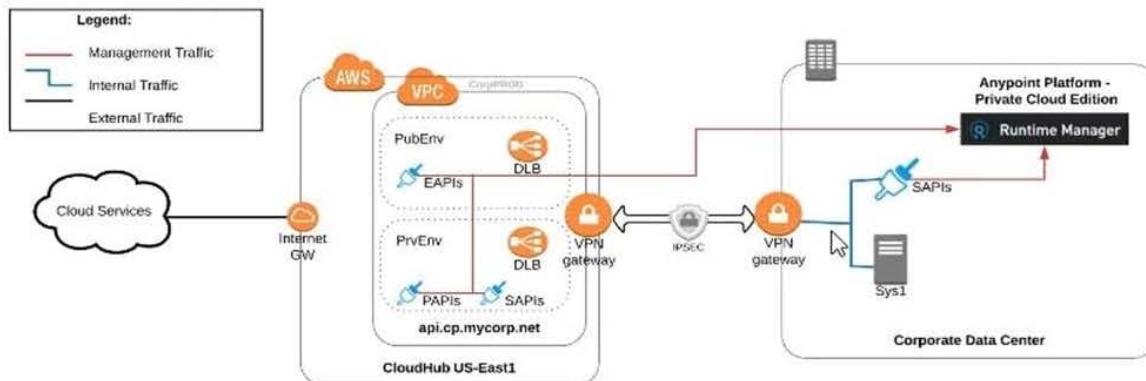 Legend:
Management Traffic
Internal Traffic
External Traffic
Cloud Services
Internet
GW
AWS
VPC
CorpPROD
PubEnv
DLB
EAPIs
PrvEnv
DLB
PAPIs
SAPIs
api.cp.mycorp.net
CloudHub US-East1
VPN
gateway
IPSEC
VPN
gateway
Anypoint Platform -
Private Cloud Edition
Runtime Manager
SAPIs
Sys1
Corporate Data Center